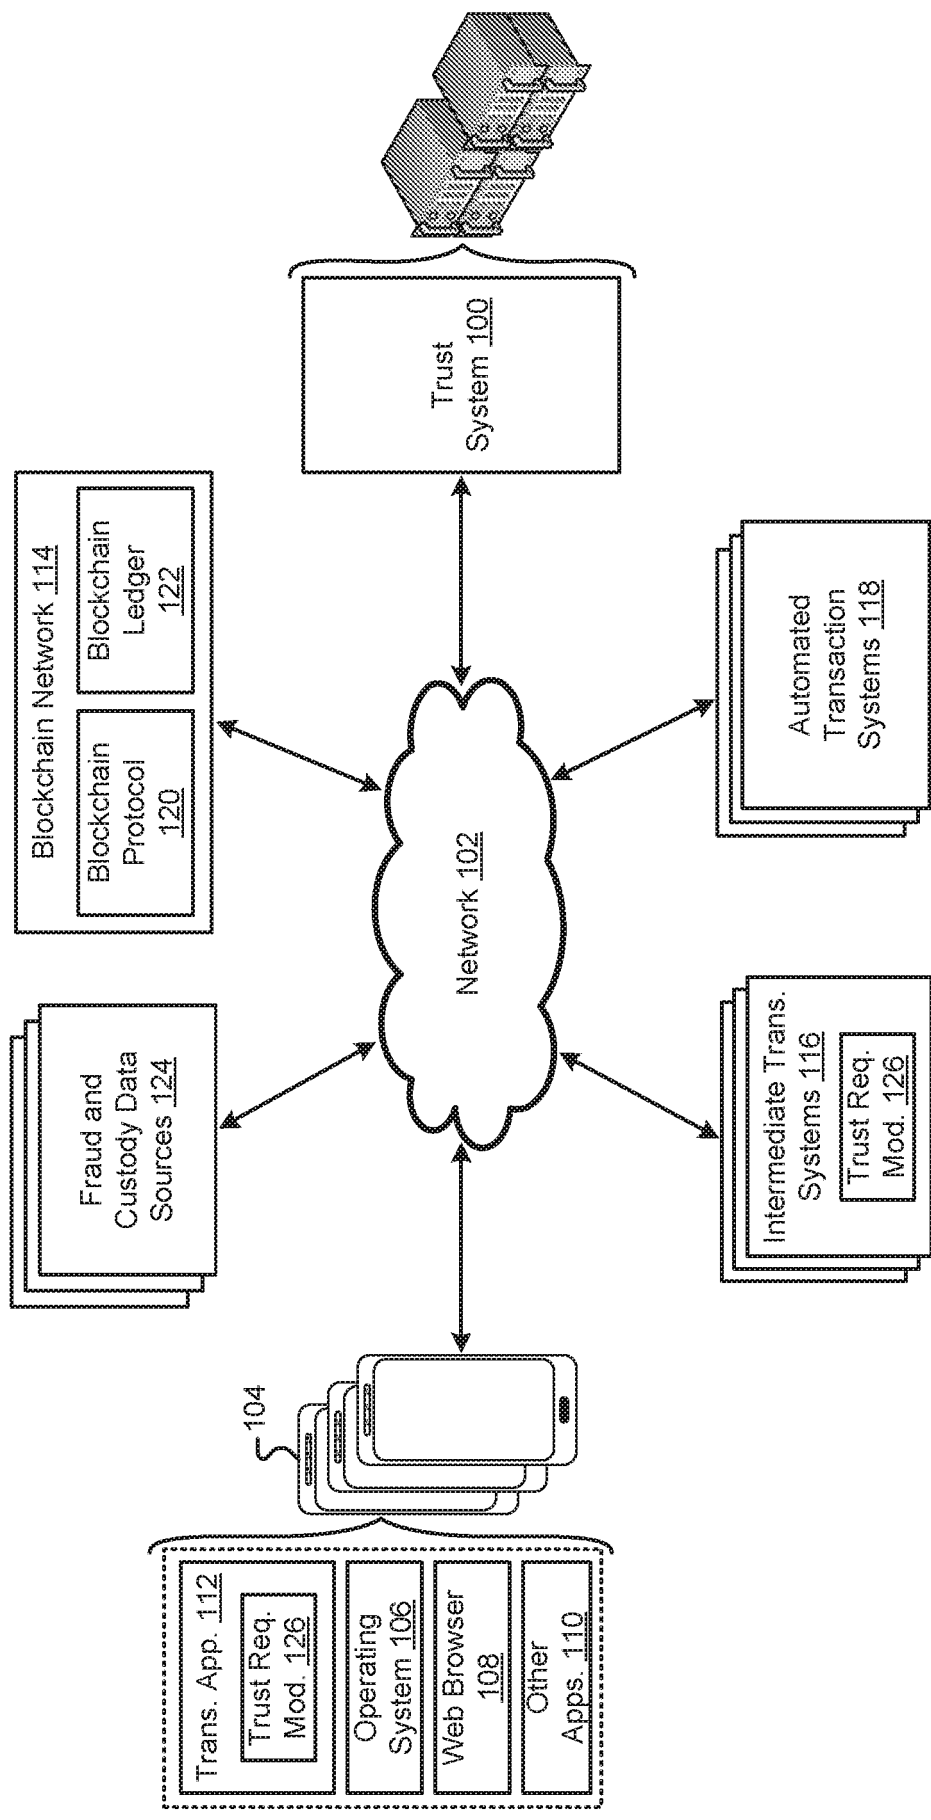 Trans. App. 112
Trust Req.
Mod. 126
Operating
System 106
Web Browser
108
Other
Apps. 110
104
Fraud and
Custody Data
Sources 124
Blockchain Network 114
Blockchain
Protocol
120
Blockchain
Ledger
122
Network 102
Trust
System 100
Intermediate Trans.
Systems 116
Trust Req.
Mod. 126
Automated
Transaction
Systems 118